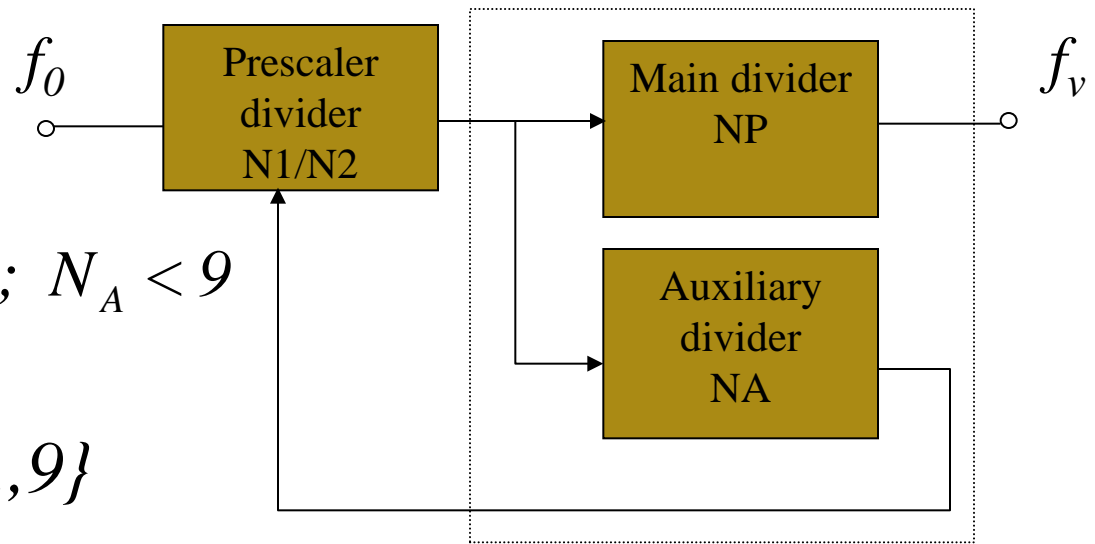 f0
Prescaler
divider
N1/N2
Main divider
NP
fv
; NA < 9
Auxiliary
divider
NA
,9}